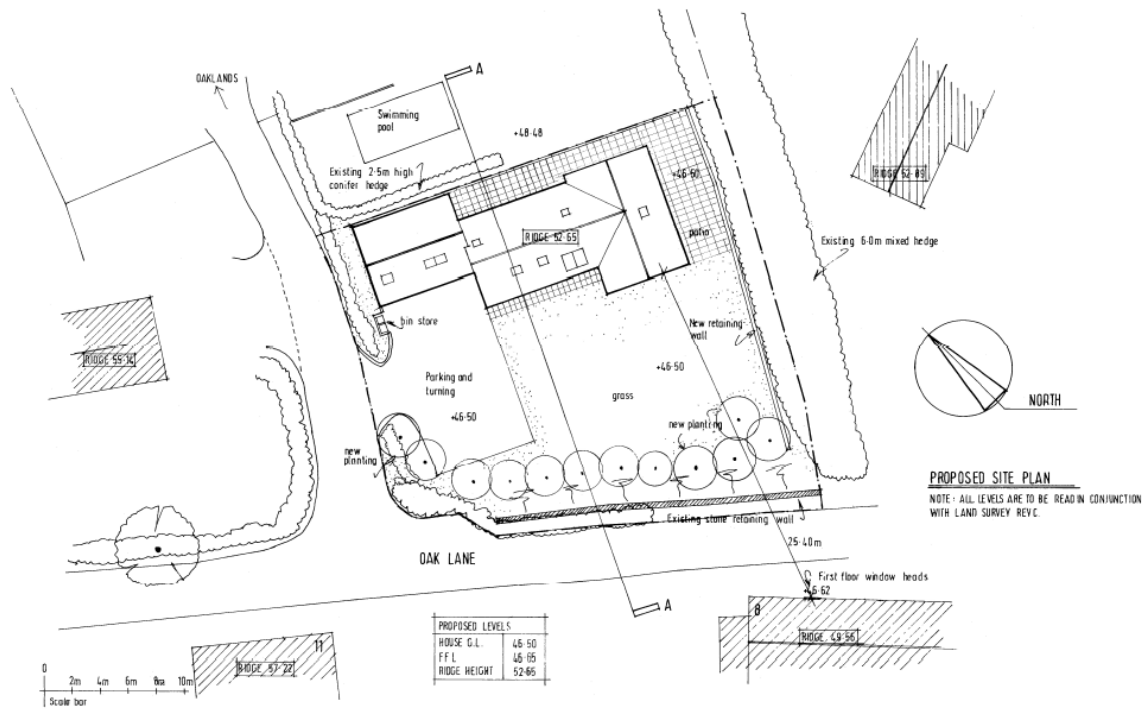 OAKLANDS
A
Swimming
pool
+48·48
Existing 2·5m high
conifer hedge
+46·50
RIDGE 52·89
RIDGE 52·65
patio
Existing 6·0m mixed hedge
bin store
New retaining
wall
RIDGE 55·14
Parking and
turning
+46·50
+46·50
grass
NORTH
new planting
new
planting
PROPOSED SITE PLAN
NOTE: ALL LEVELS ARE TO BE READ IN CONJUNCTION
WITH LAND SURVEY REV C.
Existing stone retaining wall
OAK LANE
25·40m
First floor window heads
+46·62
A
8
PROPOSED LEVELS
HOUSE G.L. 46·50
FFL 46·65
RIDGE HEIGHT 52·65
RIDGE 49·56
11
RIDGE 57·22
0
2m 4m 6m 8m 10m
Scale bar